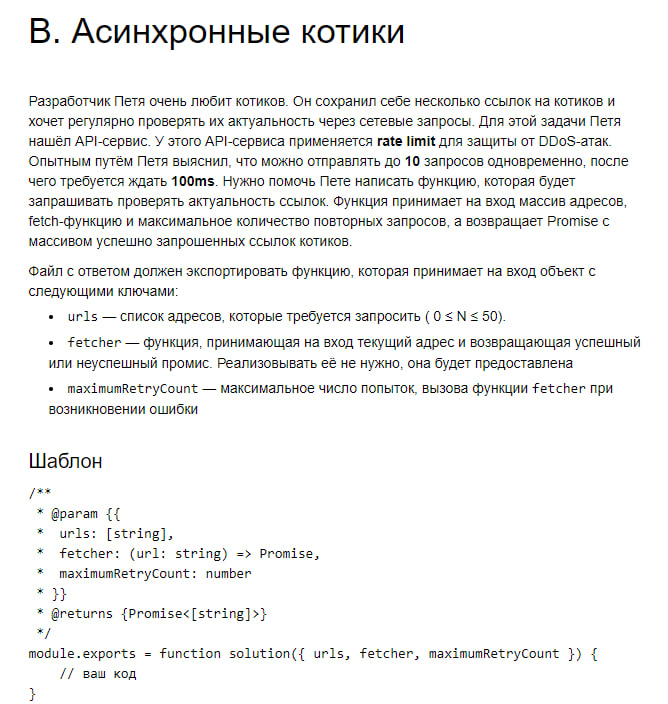 В. Асинхронные котики
Разработчик Петя очень любит котиков. Он сохранил себе несколько ссылок на котиков и
хочет регулярно проверять их актуальность через сетевые запросы. Для этой задачи Петя
нашёл API-сервис. У этого API-сервиса применяется rate limit для защиты от DDoS-атак.
Опытным путём Петя выяснил, что можно отправлять до 10 запросов одновременно, после
чего требуется ждать 100ms. Нужно помочь Пете написать функцию, которая будет
запрашивать проверять актуальность ссылок. Функция принимает на вход массив адресов,
fetch-функцию и максимальное количество повторных запросов, а возвращает Promise с
массивом успешно запрошенных ссылок котиков.
Файл с ответом должен экспортировать функцию, которая принимает на вход объект с
следующими ключами:
• urls — список адресов, которые требуется запросить ( 0 ≤ N ≤ 50).
• fetcher — функция, принимающая на вход текущий адрес и возвращающая успешный
или неуспешный промис. Реализовывать её не нужно, она будет предоставлена
• maximumRetryCount — максимальное число попыток, вызова функции fetcher при
возникновении ошибки
Шаблон
/**
 * @param {{
 *  urls: [string],
 *  fetcher: (url: string) => Promise,
 *  maximumRetryCount: number
 * }}
 * @returns {Promise<[string]>}
 */
module.exports = function solution({ urls, fetcher, maximumRetryCount }) {
    // ваш код
}